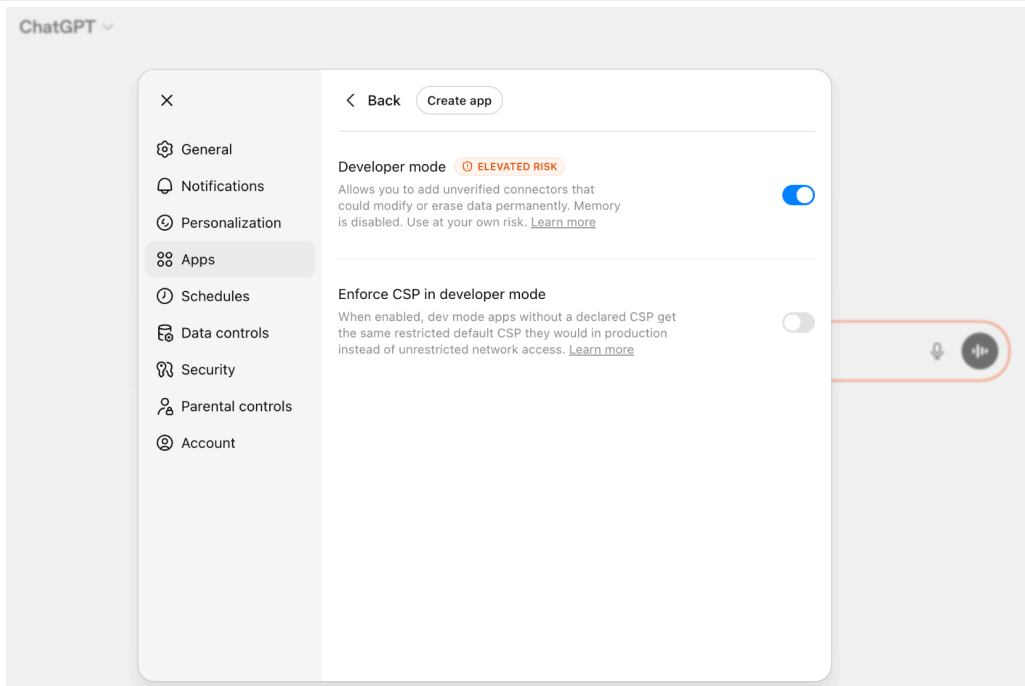 ChatGPT
General
Notifications
Personalization
Apps
Schedules
Data controls
Security
Parental controls
Account
Back
Create app
Developer mode
ELEVATED RISK
Allows you to add unverified connectors that
could modify or erase data permanently. Memory
is disabled. Use at your own risk. Learn more
Enforce CSP in developer mode
When enabled, dev mode apps without a declared CSP get
the same restricted default CSP they would in production
instead of unrestricted network access. Learn more